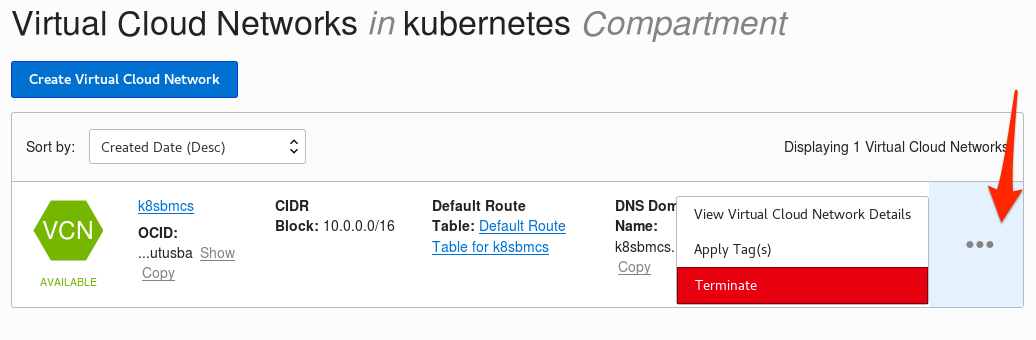 Virtual Cloud Networks in kubernetes Compartment
Create Virtual Cloud Network
Sort by: Created Date (Desc) Displaying 1 Virtual Cloud Networks
VCN
AVAILABLE
k8sbmcs
OCID:
...utusba Show
Copy
CIDR
Block: 10.0.0.0/16
Default Route
Table: Default Route
Table for k8sbmcs
DNS Dom
Name:
k8sbmcs.
Copy
View Virtual Cloud Network Details
Apply Tag(s)
Terminate